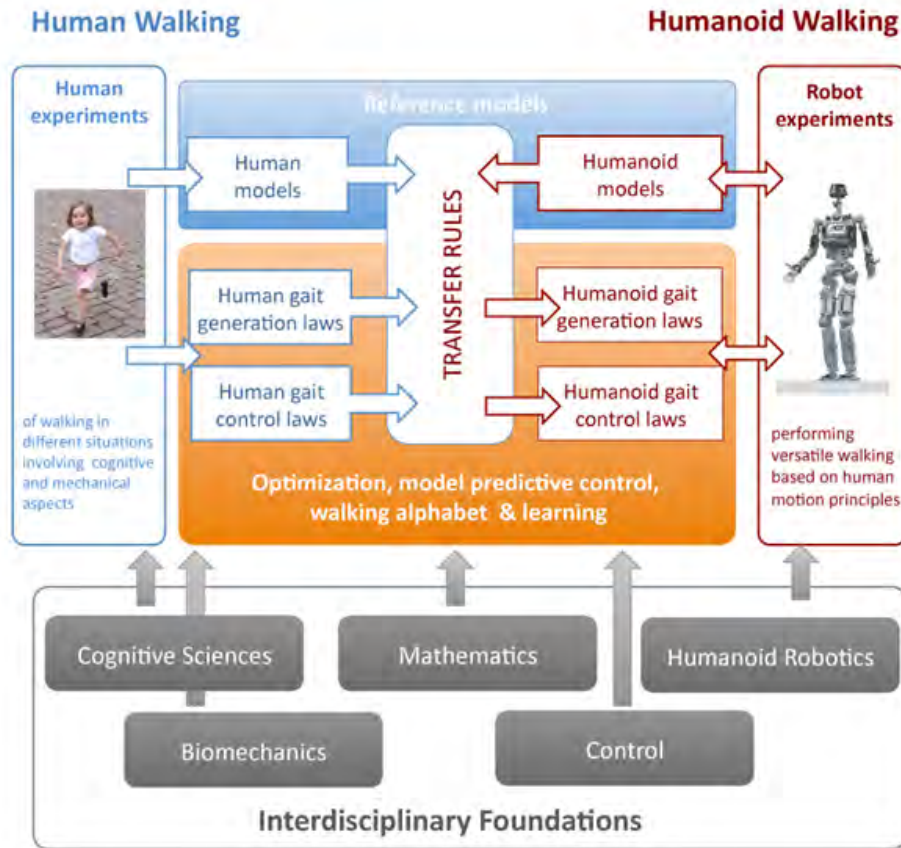 Human Walking
Humanoid Walking
Human
experiments
of walking in
different situations
involving cognitive
and mechanical
aspects
Reference models
Human
models
Humanoid
models
TRANSFER RULES
Human gait
generation laws
Humanoid gait
generation laws
Human gait
control laws
Humanoid gait
control laws
Optimization, model predictive control,
walking alphabet & learning
Robot
experiments
performing
versatile walking
based on human
motion principles
Cognitive Sciences
Mathematics
Humanoid Robotics
Biomechanics
Control
Interdisciplinary Foundations